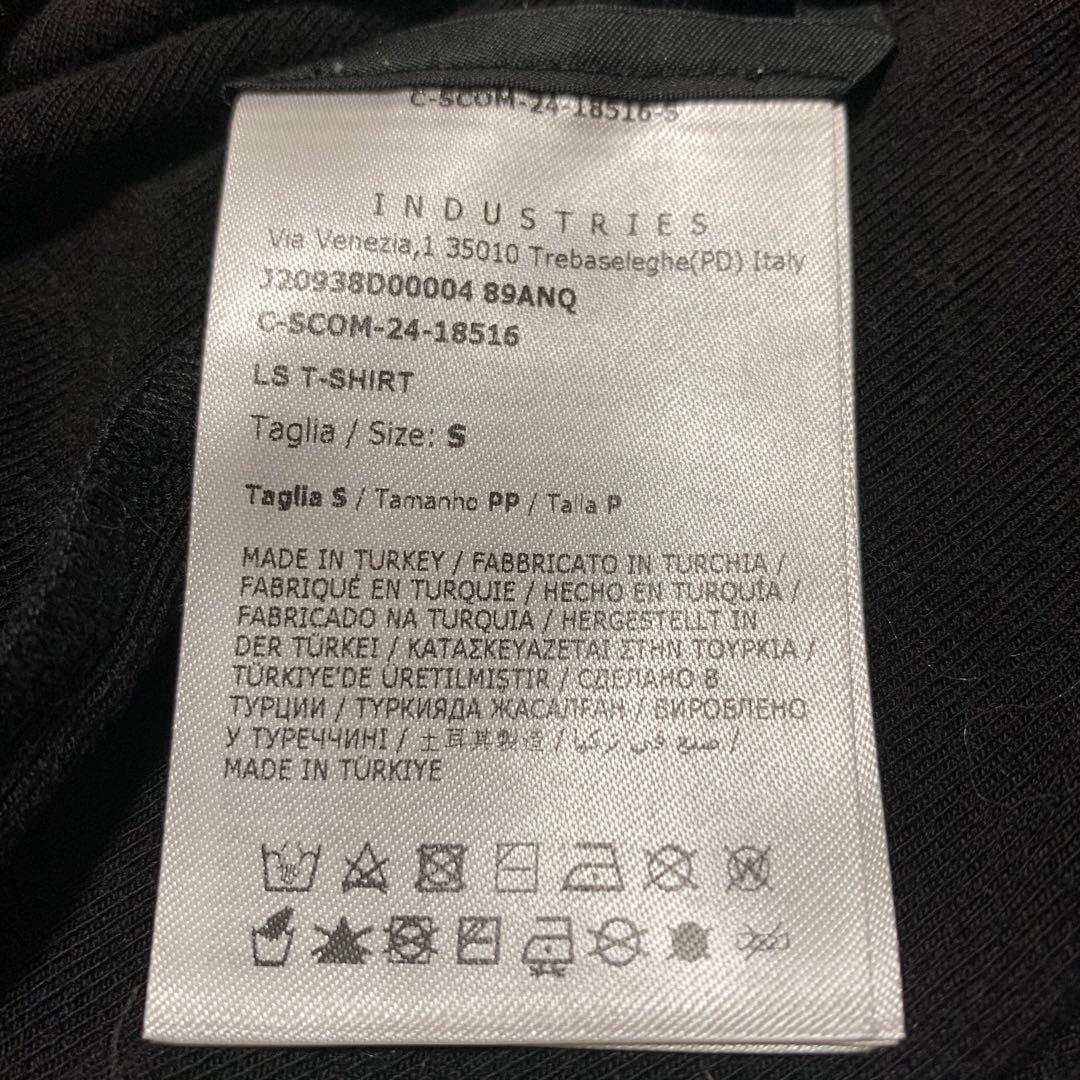 C-SCOM-24-18516-S
INDUSTRIES
Via Venezia,1 35010 Trebaseleghe(PD) Italy
J20938D00004 89ANQ
C-SCOM-24-18516
LS T-SHIRT
Taglia / Size: S
Taglia S / Tamanho PP / Talla P
MADE IN TURKEY / FABBRICATO IN TURCHIA /
FABRIQUÉ EN TURQUIE / HECHO EN TURQUÍA /
FABRICADO NA TURQUIA / HERGESTELLT IN
DER TÜRKEI / ΚΑΤΑΣΚΕΥΑΖΕΤΑΙ ΣΤΗΝ ΤΟΥΡΚΙΑ /
TÜRKIYE'DE ÜRETILMIŞTIR / СДЕЛАНО В
ТУРЦИИ / ТУРКИЯДА ЖАСАЛҒАН / ВИРОБЛЕНО
У ТУРЕЧЧИНІ / 土耳其製造 / صنع في تركيا /
MADE IN TÜRKIYE